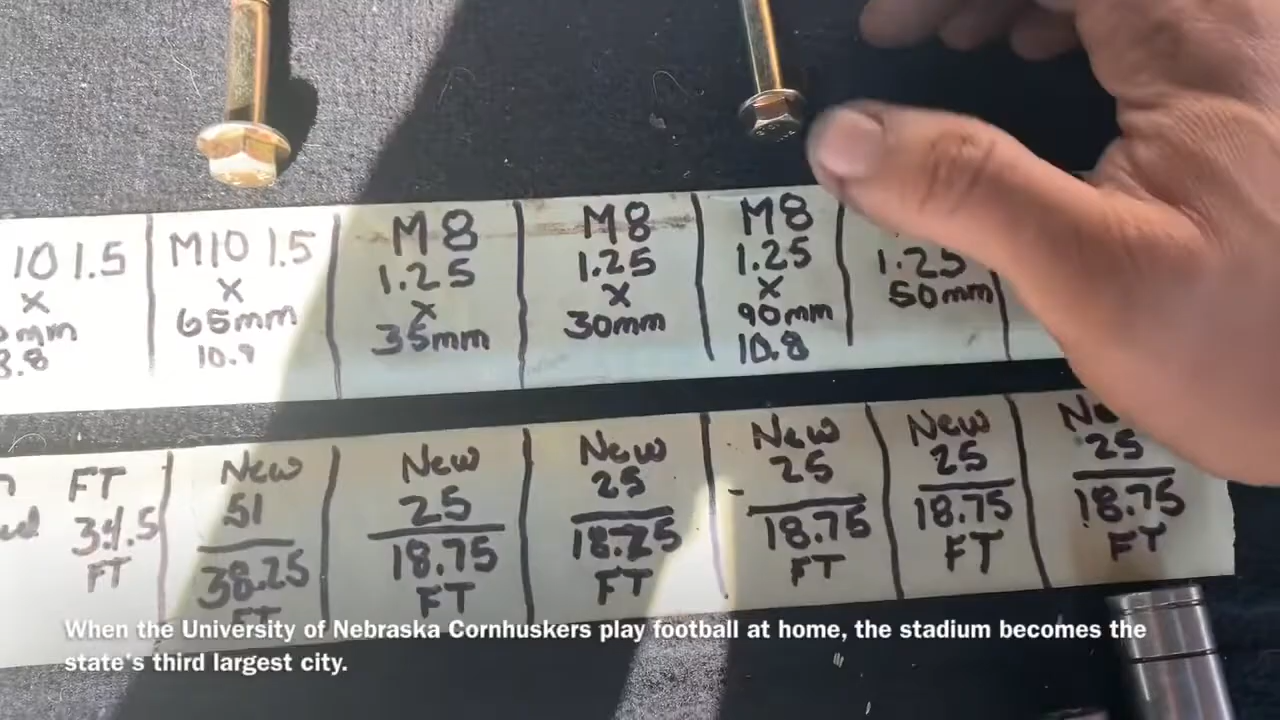 10 1.5
X
mm
8.8
M10 1.5
X
65mm
10.9
M8
1.25
X
35mm
M8
1.25
X
30mm
M8
1.25
X
90mm
10.8
1.25
50mm
FT
34.5
FT
New
51
38.25
FT
New
25
18.75
FT
New
25
18.75
FT
New
25
18.75
FT
New
25
18.75
FT
25
18.75
FT
When the University of Nebraska Cornhuskers play football at home, the stadium becomes the
state's third largest city.